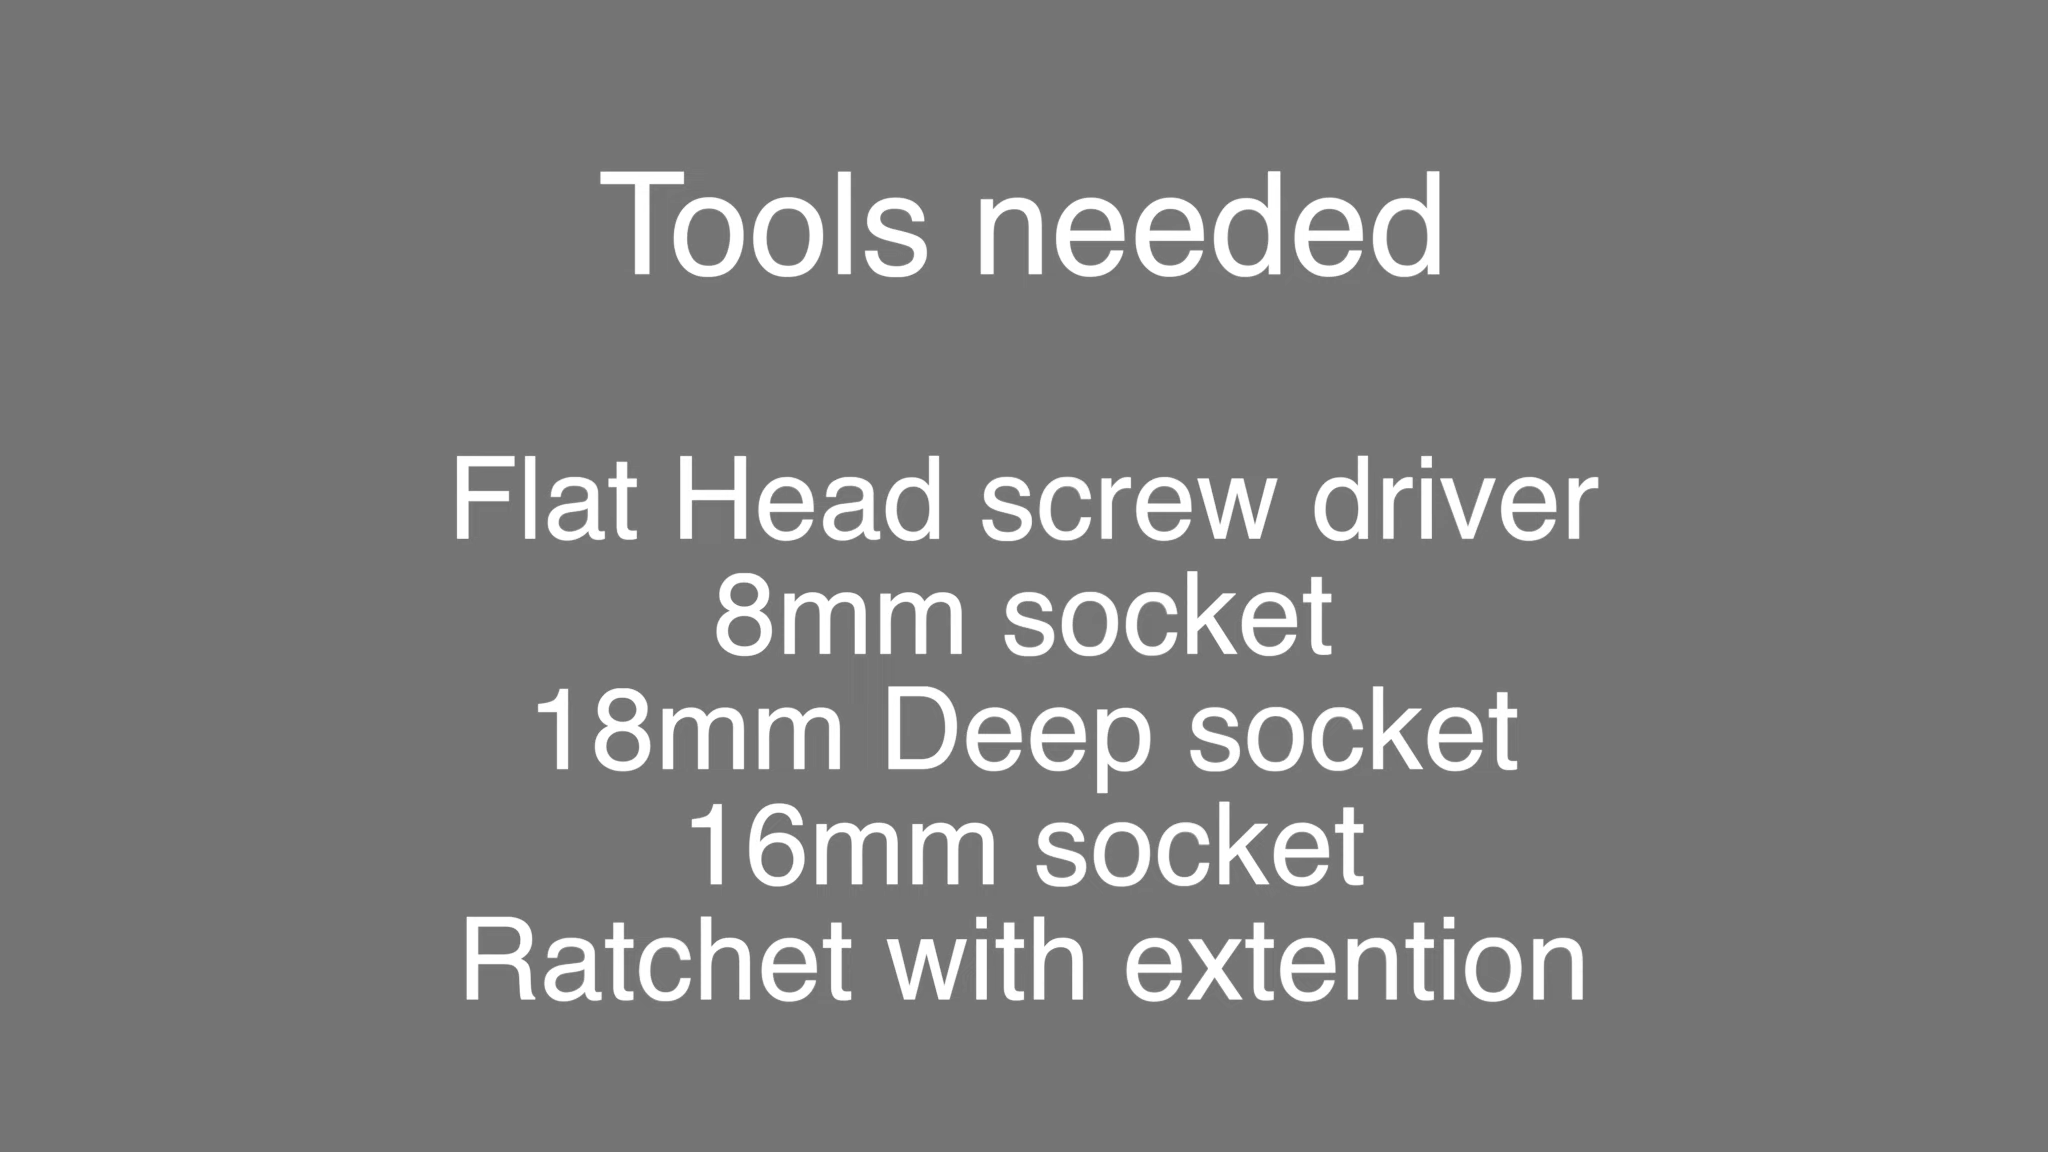 Tools needed
Flat Head screw driver
8mm socket
18mm Deep socket
16mm socket
Ratchet with extention